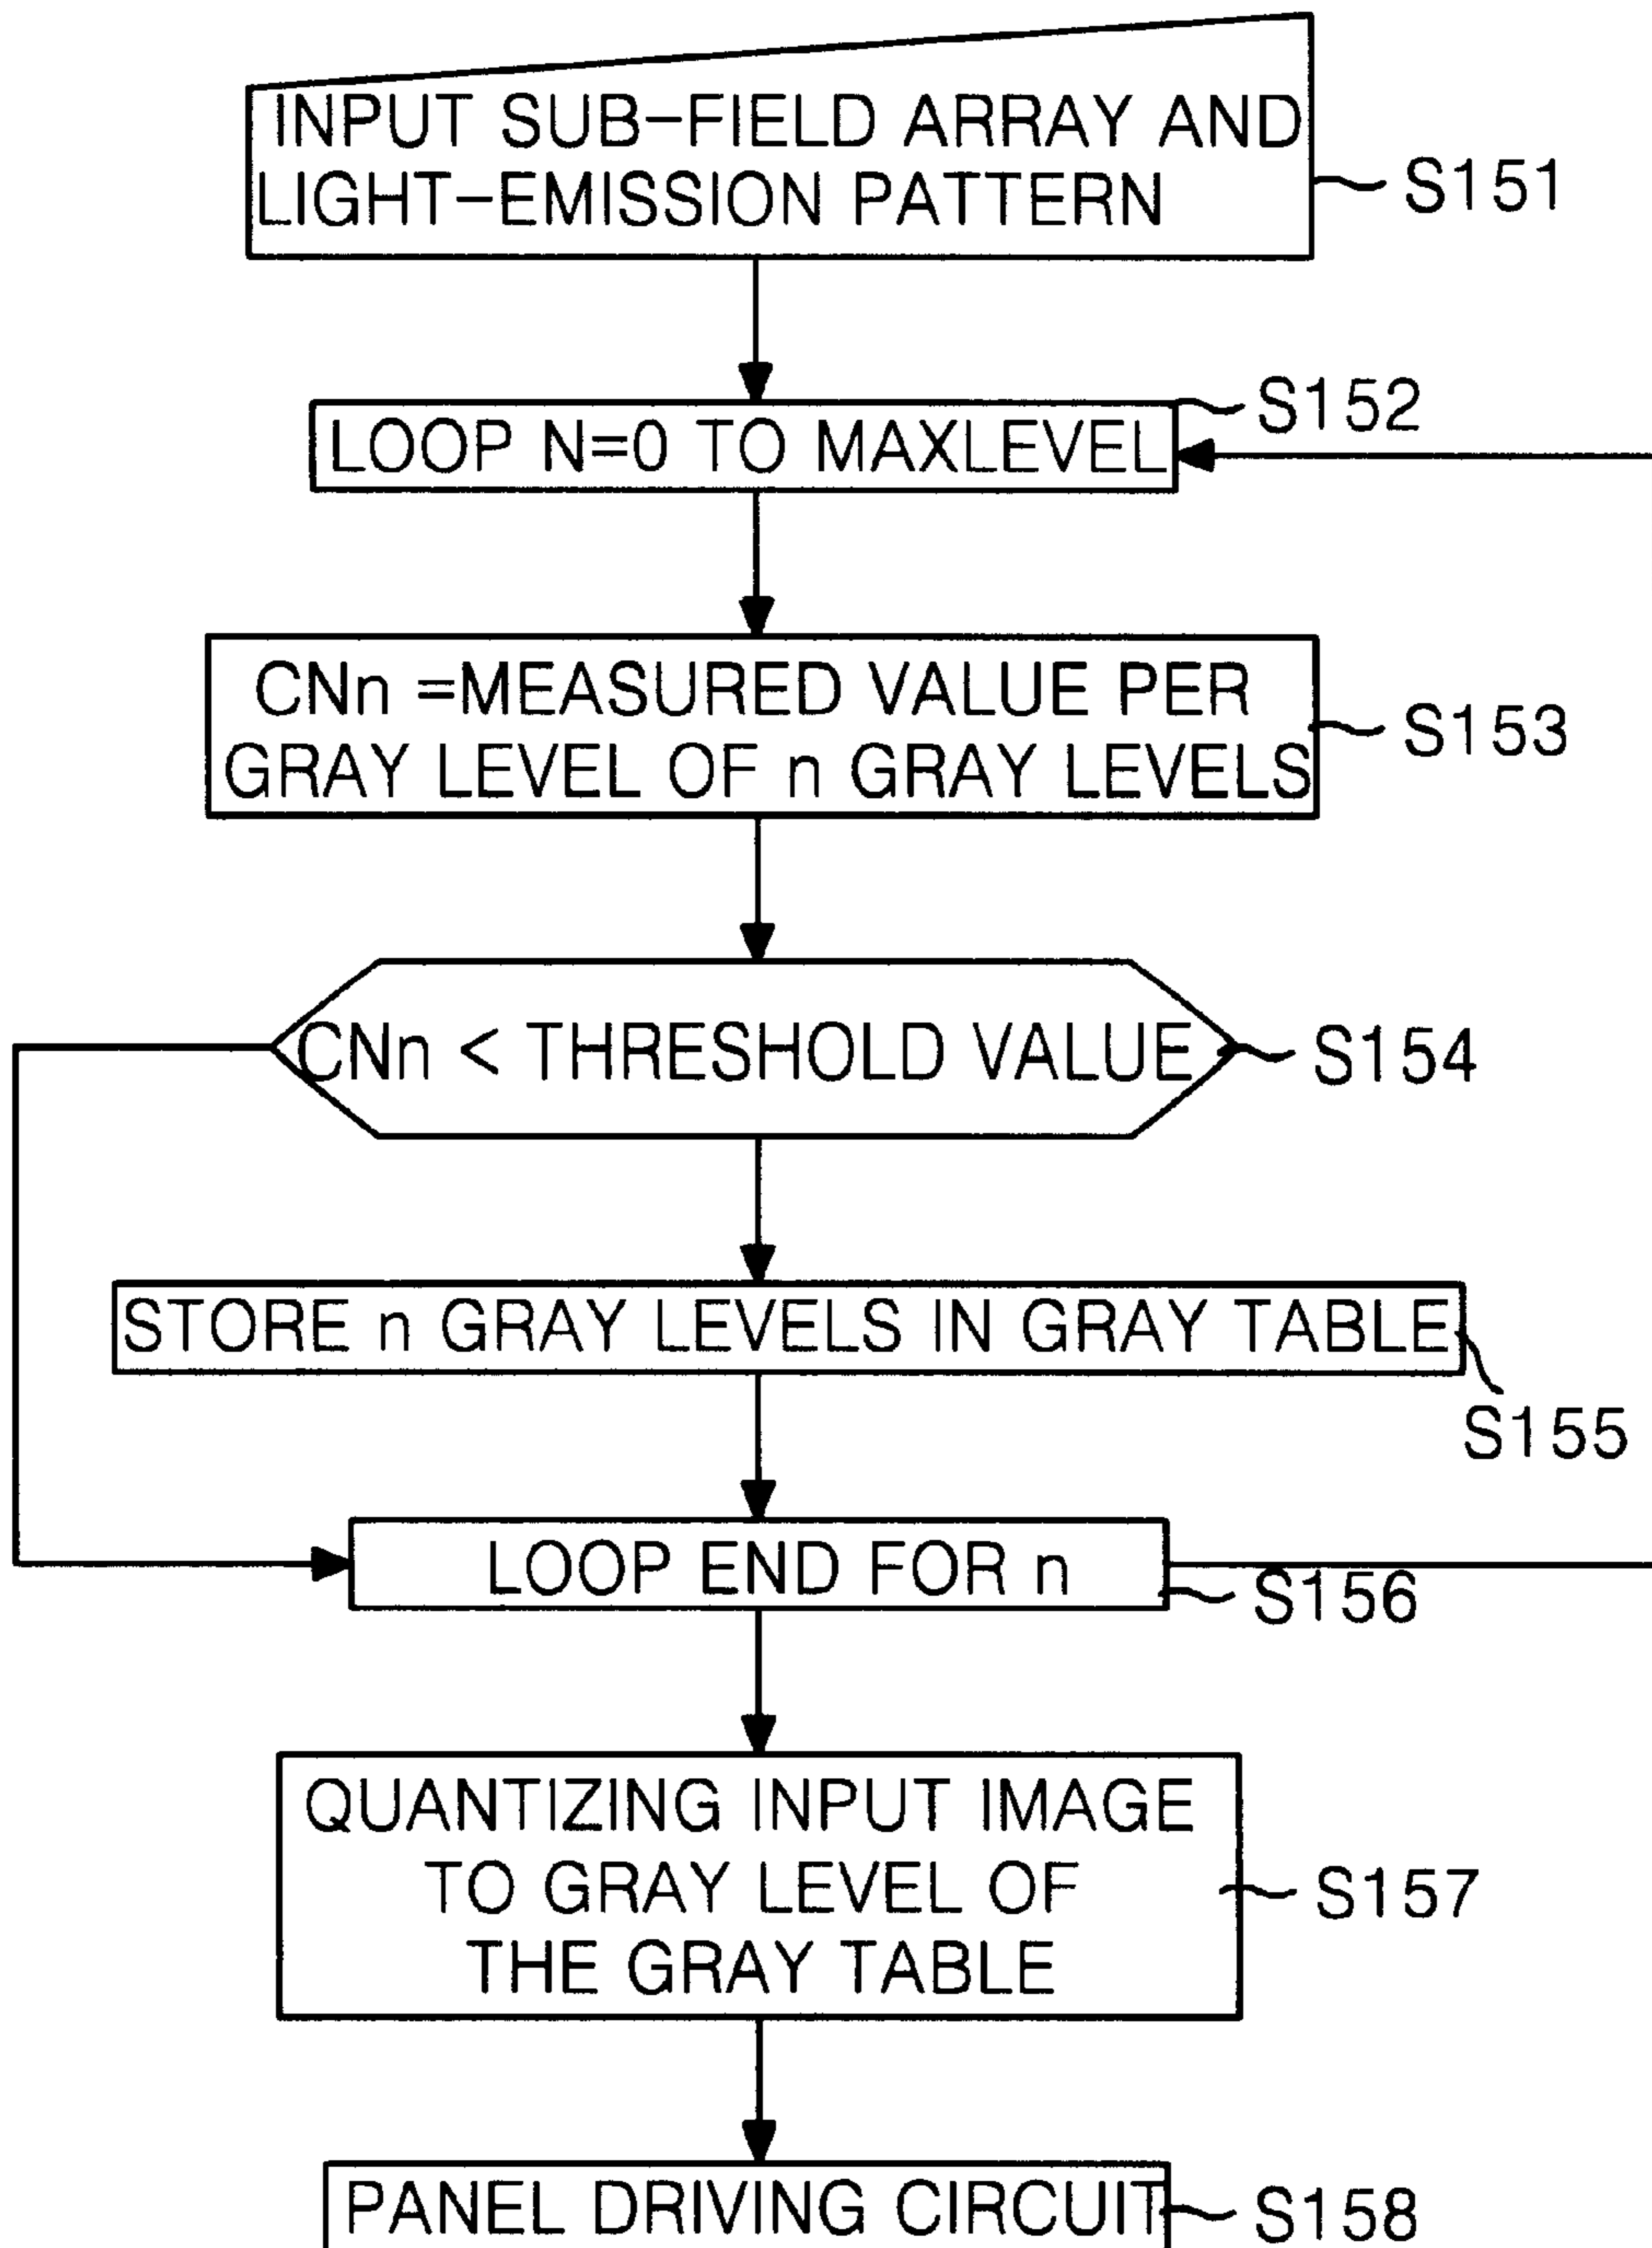 INPUT SUB-FIELD ARRAY AND
LIGHT-EMISSION PATTERN
S151
S152
LOOP N=0 TO MAXLEVEL
CNn =MEASURED VALUE PER
GRAY LEVEL OF n GRAY LEVELS
S153
CNn < THRESHOLD VALUE
S154
STORE n GRAY LEVELS IN GRAY TABLE
S155
LOOP END FOR n
S156
QUANTIZING INPUT IMAGE
TO GRAY LEVEL OF
THE GRAY TABLE
S157
PANEL DRIVING CIRCUIT
S158